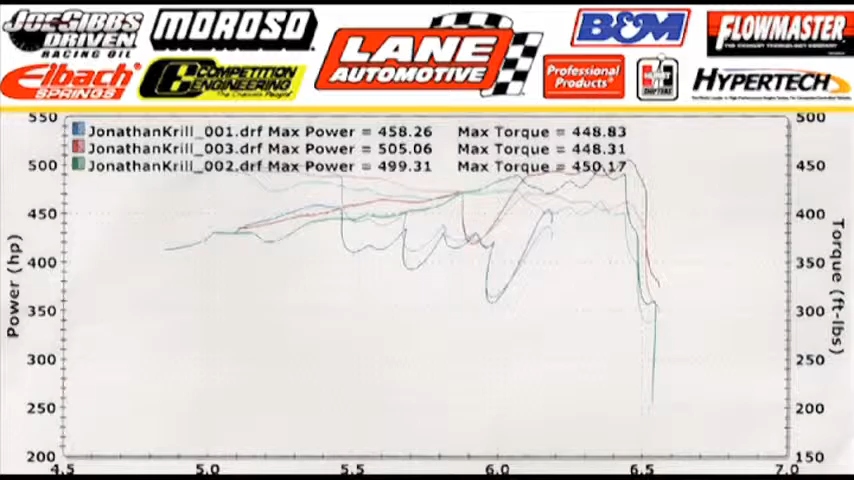 JOE GIBBS
DRIVEN
RACING OIL
MOROSO
LANE
AUTOMOTIVE
B&M
FLOWMASTER
Eibach
SPRINGS
COMPETITION
ENGINEERING
Professional
Products
HURST
SHIFTERS
HYPERTECH
550 500
JonathanKrill_001.drf Max Power = 458.26 Max Torque = 448.83
JonathanKrill_003.drf Max Power = 505.06 Max Torque = 448.31
JonathanKrill_002.drf Max Power = 499.31 Max Torque = 450.17
500 450
450 400
400 350
350 300
300 250
250 200
200 150
Power (hp)
Torque (ft-lbs)
4.5 5.0 5.5 6.0 6.5 7.0